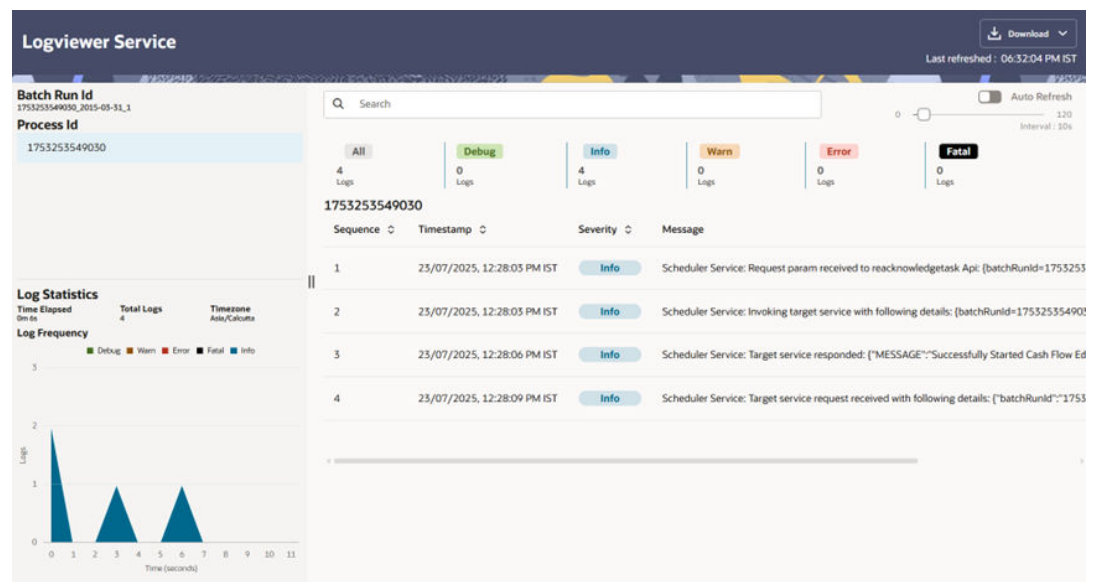 Logviewer Service
Download
Last refreshed : 06:32:04 PM IST
Batch Run Id
1753253549030_2015-03-31_1
Process Id
1753253549030
Search
Auto Refresh
0 120
Interval : 10s
All Debug Info Warn Error Fatal
4 0 4 0 0 0
Logs Logs Logs Logs Logs Logs
1753253549030
Sequence Timestamp Severity Message
1 23/07/2025, 12:28:03 PM IST Info Scheduler Service: Request param received to reacknowledgetask Api: {batchRunId=1753253
2 23/07/2025, 12:28:03 PM IST Info Scheduler Service: Invoking target service with following details: {batchRunId=17532535490
3 23/07/2025, 12:28:06 PM IST Info Scheduler Service: Target service responded: {"MESSAGE":"Successfully Started Cash Flow Ed
4 23/07/2025, 12:28:09 PM IST Info Scheduler Service: Target service request received with following details: {"batchRunId":"1753
Log Statistics
Time Elapsed Total Logs Timezone
0m 6s 4 Asia/Calcutta
Log Frequency
Debug Warn Error Fatal Info
3
2
1
0
Logs
0 1 2 3 4 5 6 7 8 9 10 11
Time (seconds)